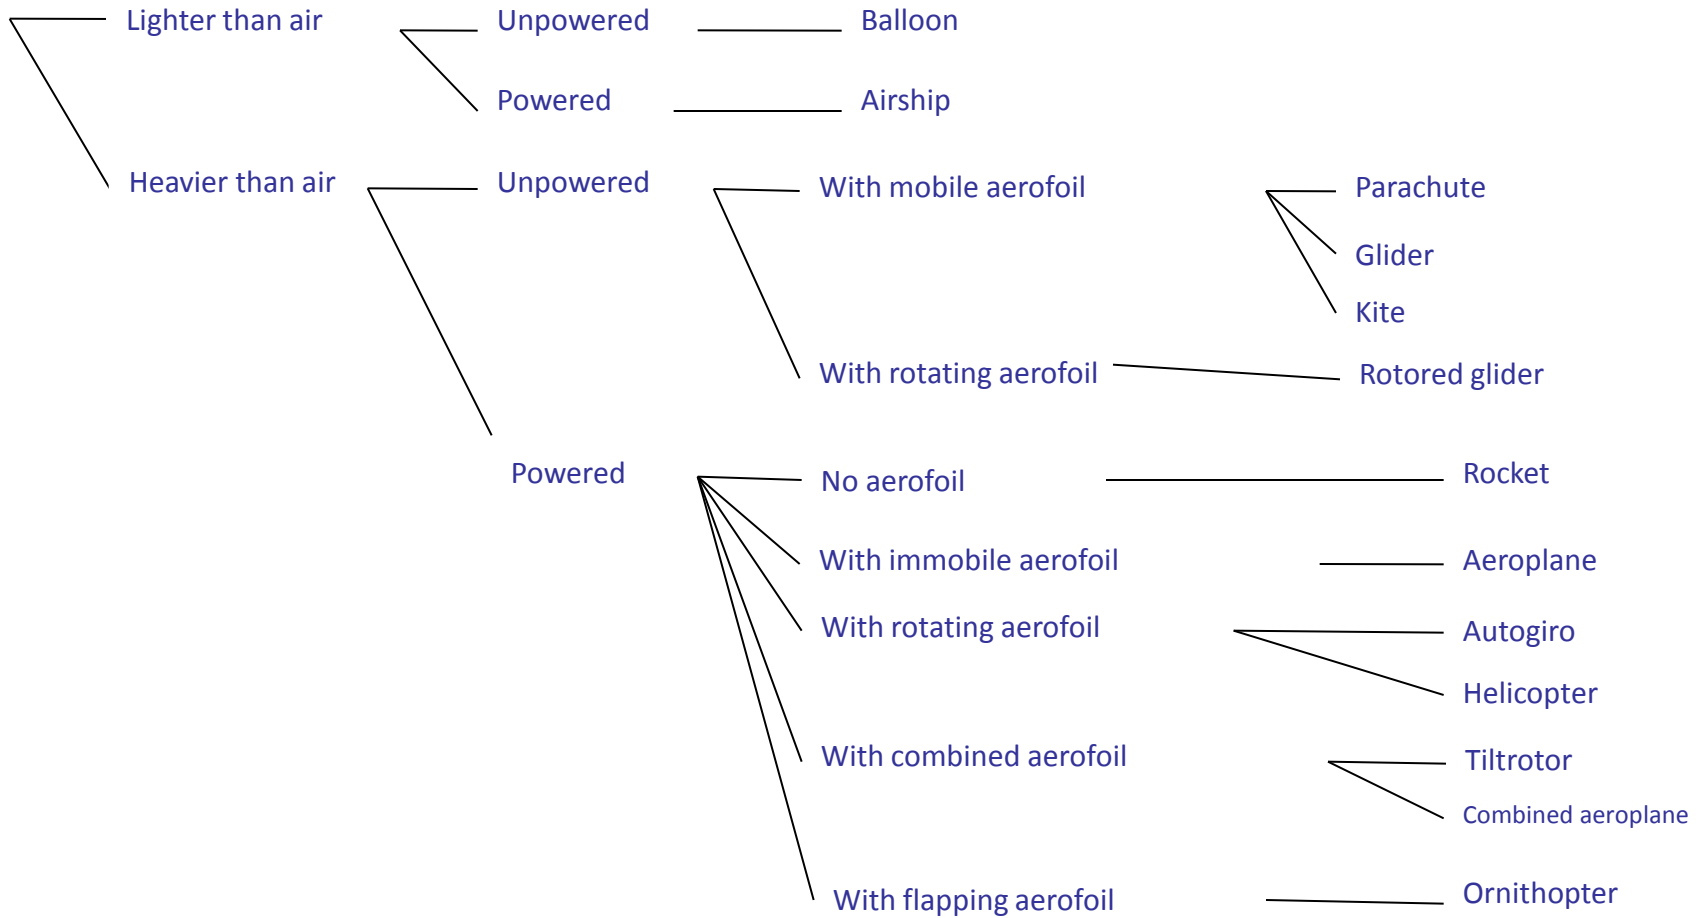 Lighter than air
Unpowered
Balloon
Powered
Airship
Heavier than air
Unpowered
With mobile aerofoil
Parachute
Glider
Kite
With rotating aerofoil
Rotored glider
Powered
No aerofoil
Rocket
With immobile aerofoil
Aeroplane
With rotating aerofoil
Autogiro
Helicopter
With combined aerofoil
Tiltrotor
Combined aeroplane
With flapping aerofoil
Ornithopter